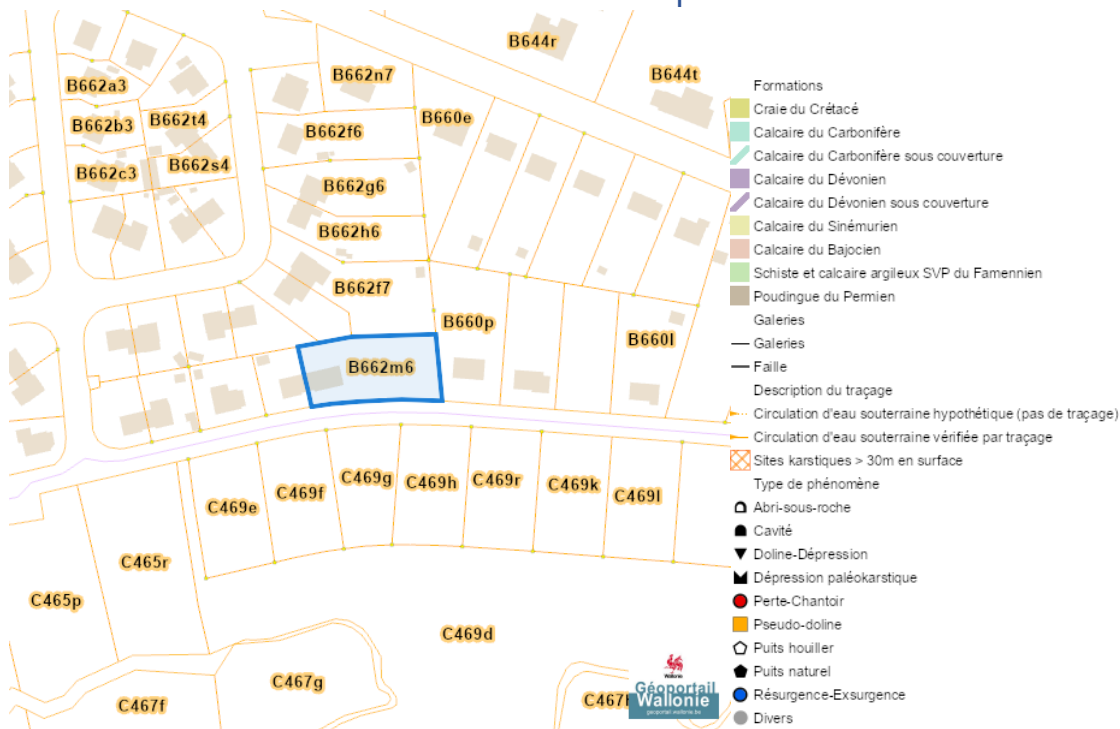 B644r
B644t
B662a3
B662n7
B660e
B662b3
B662t4
B662f6
B662c3
B662s4
B662g6
B662h6
B662f7
B660p
B660l
B662m6
C469e
C469f
C469g
C469h
C469r
C469k
C469l
C465r
C465p
C469d
C467g
C467f
Wallonie
Géoportail
Wallonie
geoportail.wallonie.be
Formations
Craie du Crétacé
Calcaire du Carbonifère
Calcaire du Carbonifère sous couverture
Calcaire du Dévonien
Calcaire du Dévonien sous couverture
Calcaire du Sinémurien
Calcaire du Bajocien
Schiste et calcaire argileux SVP du Famennien
Poudingue du Permien
Galeries
Galeries
Faille
Description du traçage
Circulation d'eau souterraine hypothétique (pas de traçage)
Circulation d'eau souterraine vérifiée par traçage
Sites karstiques > 30m en surface
Type de phénomène
Abri-sous-roche
Cavité
Doline-Dépression
Dépression paléokarstique
Perte-Chantoir
Pseudo-doline
Puits houiller
Puits naturel
Résurgence-Exsurgence
Divers